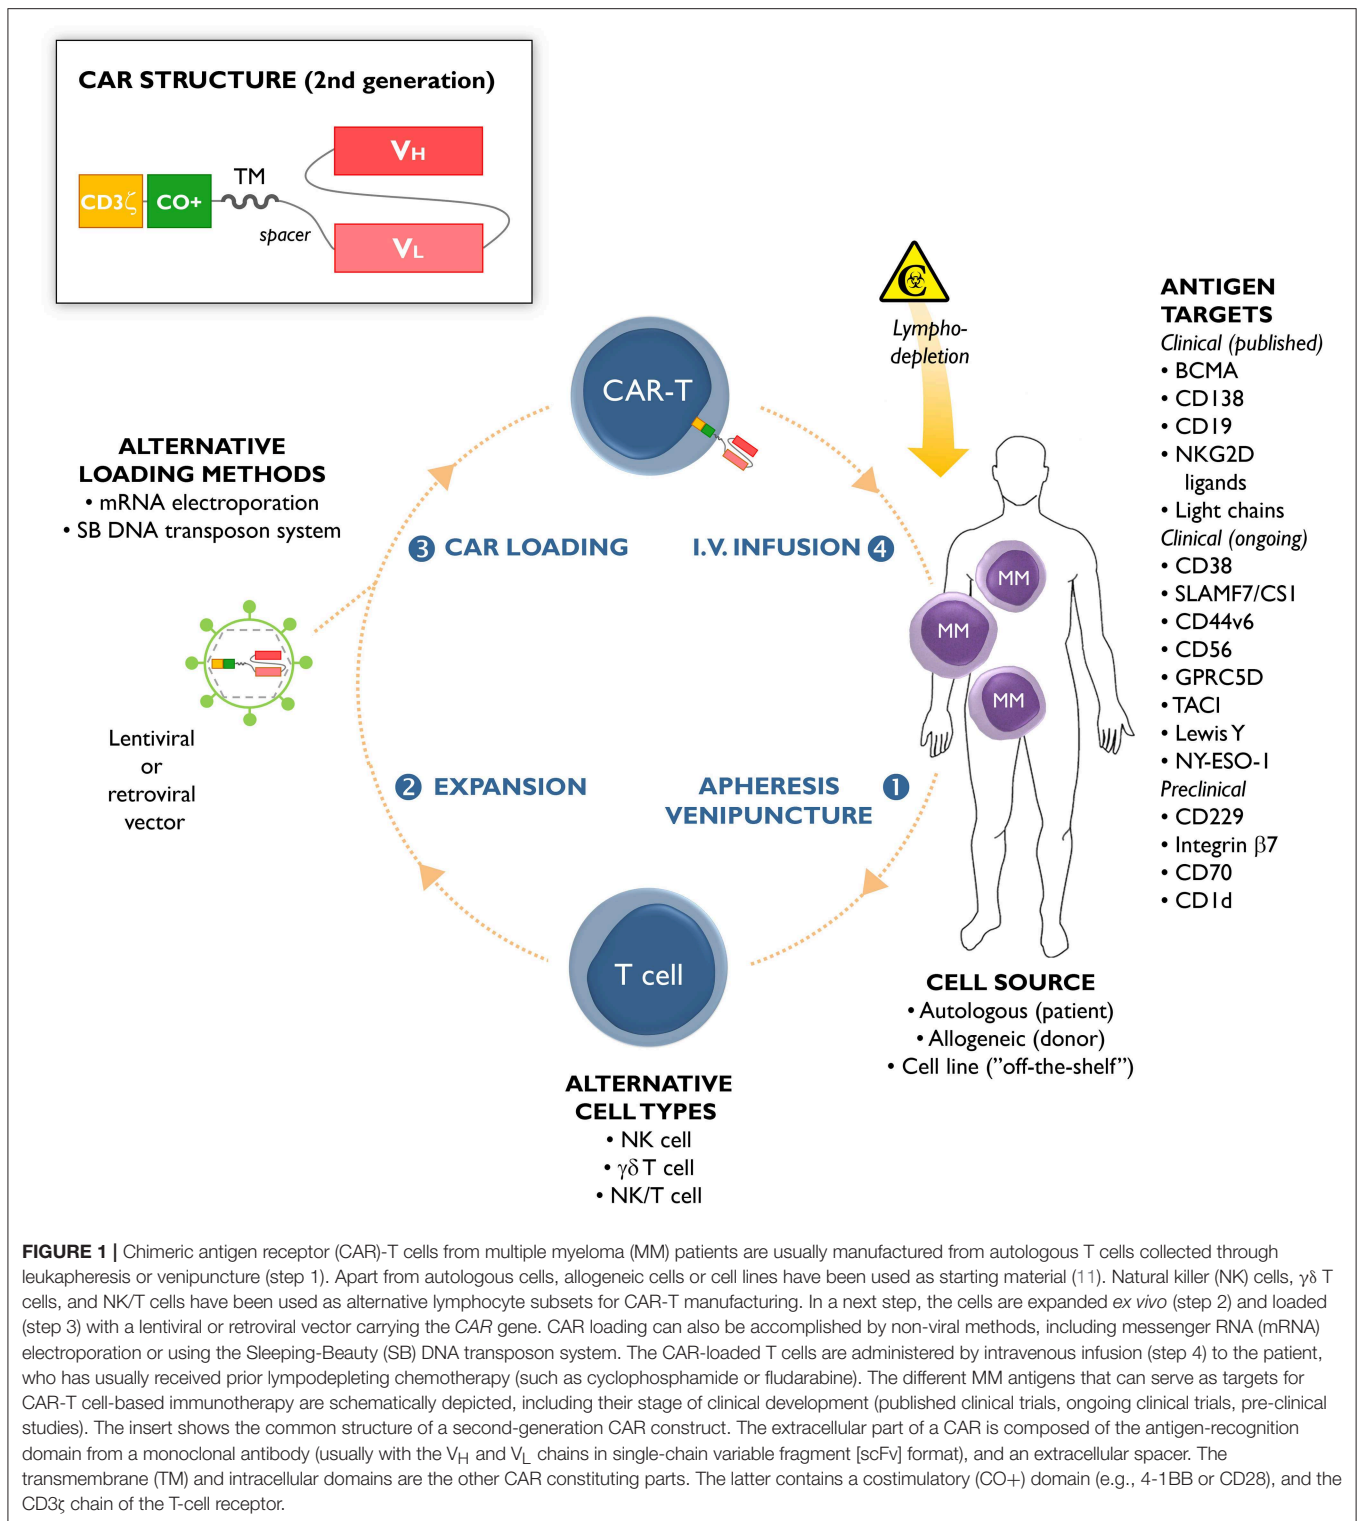 CAR STRUCTURE (2nd generation)
VH
TM
CD3ζ
CO+
spacer
VL
C
Lympho-
depletion
ANTIGEN
TARGETS
Clinical (published)
• BCMA
• CD138
• CD19
• NKG2D
ligands
• Light chains
Clinical (ongoing)
• CD38
• SLAMF7/CS1
• CD44v6
• CD56
• GPRC5D
• TACI
• Lewis Y
• NY-ESO-1
Preclinical
• CD229
• Integrin β7
• CD70
• CD1d
CAR-T
ALTERNATIVE
LOADING METHODS
• mRNA electroporation
• SB DNA transposon system
3 CAR LOADING
I.V. INFUSION 4
MM
MM
MM
Lentiviral
or
retroviral
vector
2 EXPANSION
APHERESIS 1
VENIPUNCTURE
T cell
CELL SOURCE
• Autologous (patient)
• Allogeneic (donor)
• Cell line (”off-the-shelf”)
ALTERNATIVE
CELL TYPES
• NK cell
• γδ T cell
• NK/T cell
FIGURE 1 | Chimeric antigen receptor (CAR)-T cells from multiple myeloma (MM) patients are usually manufactured from autologous T cells collected through
leukapheresis or venipuncture (step 1). Apart from autologous cells, allogeneic cells or cell lines have been used as starting material (11). Natural killer (NK) cells, γδ T
cells, and NK/T cells have been used as alternative lymphocyte subsets for CAR-T manufacturing. In a next step, the cells are expanded ex vivo (step 2) and loaded
(step 3) with a lentiviral or retroviral vector carrying the CAR gene. CAR loading can also be accomplished by non-viral methods, including messenger RNA (mRNA)
electroporation or using the Sleeping-Beauty (SB) DNA transposon system. The CAR-loaded T cells are administered by intravenous infusion (step 4) to the patient,
who has usually received prior lympodepleting chemotherapy (such as cyclophosphamide or fludarabine). The different MM antigens that can serve as targets for
CAR-T cell-based immunotherapy are schematically depicted, including their stage of clinical development (published clinical trials, ongoing clinical trials, pre-clinical
studies). The insert shows the common structure of a second-generation CAR construct. The extracellular part of a CAR is composed of the antigen-recognition
domain from a monoclonal antibody (usually with the VH and VL chains in single-chain variable fragment [scFv] format), and an extracellular spacer. The
transmembrane (TM) and intracellular domains are the other CAR constituting parts. The latter contains a costimulatory (CO+) domain (e.g., 4-1BB or CD28), and the
CD3ζ chain of the T-cell receptor.